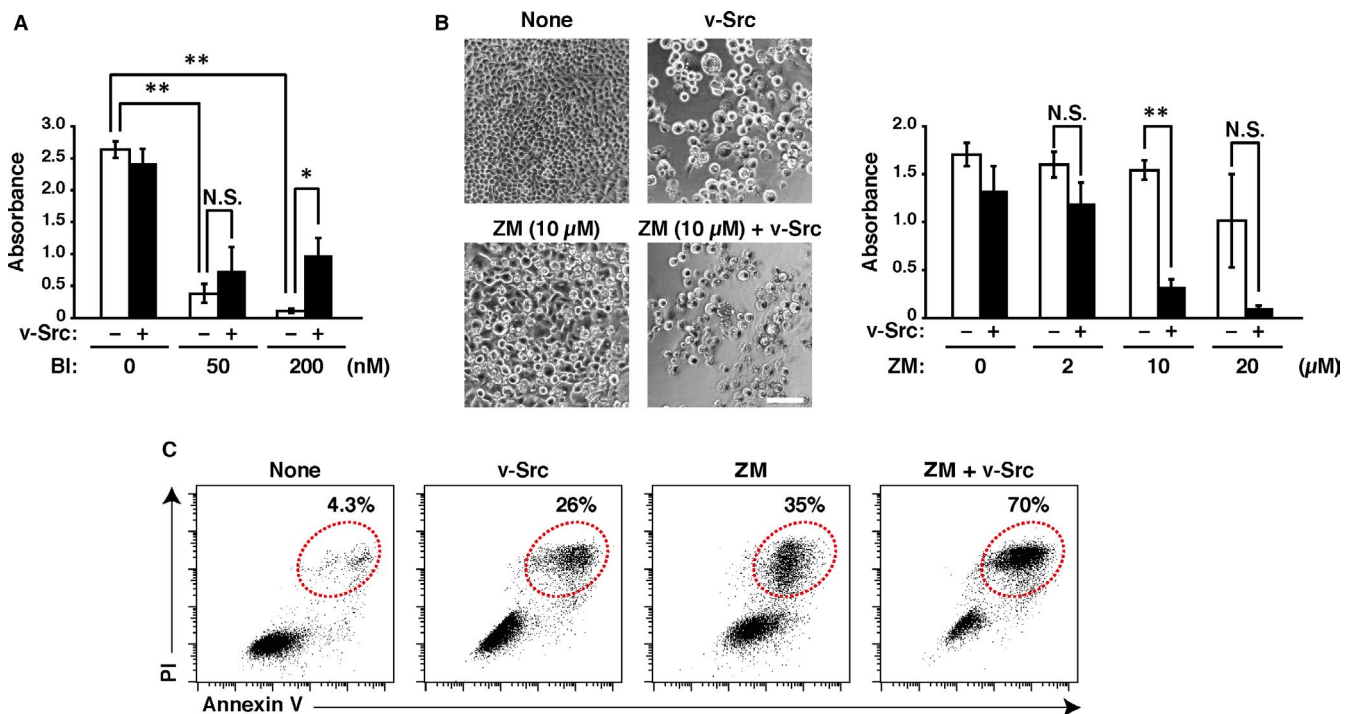 A
**
**
3.0
2.5
2.0
1.5
1.0
0.5
0
Absorbance
N.S.
*
v-Src: – + – + – +
BI: 0 50 200 (nM)
B
None v-Src
ZM (10 µM) ZM (10 µM) + v-Src
2.0
1.5
1.0
0.5
0
Absorbance
N.S. ** N.S.
v-Src: – + – + – + – +
ZM: 0 2 10 20 (µM)
C
None v-Src ZM ZM + v-Src
4.3% 26% 35% 70%
PI
Annexin V